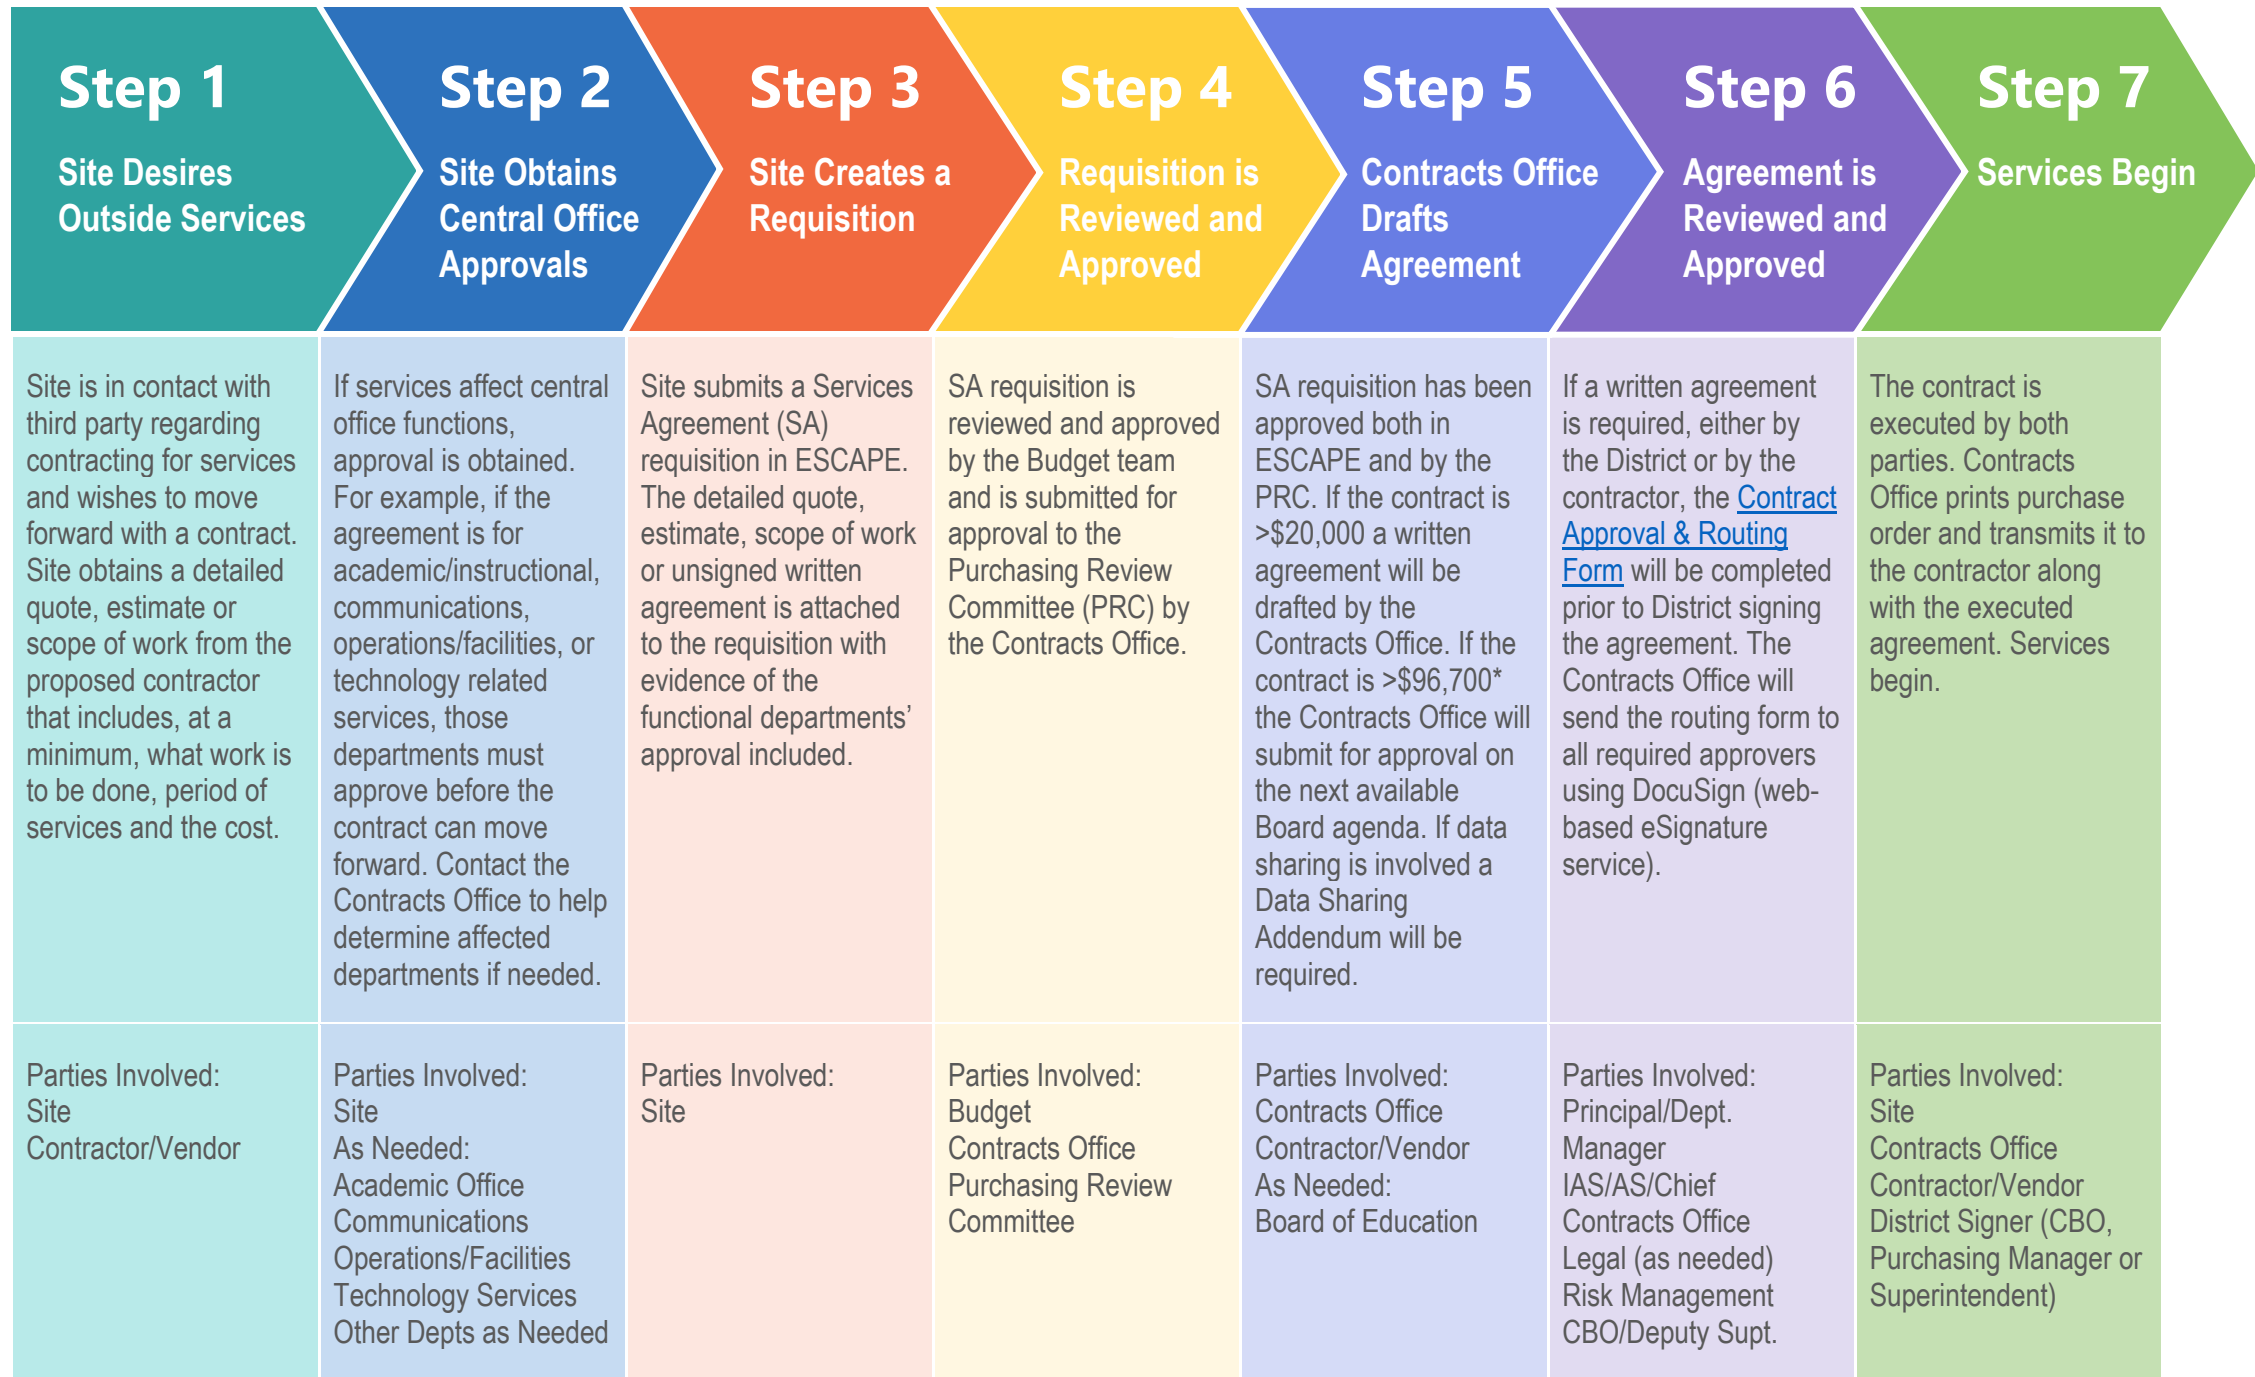 Step 1
Site Desires
Outside Services
Step 2
Site Obtains
Central Office
Approvals
Step 3
Site Creates a
Requisition
Step 4
Requisition is
Reviewed and
Approved
Step 5
Contracts Office
Drafts
Agreement
Step 6
Agreement is
Reviewed and
Approved
Step 7
Services Begin
Site is in contact with
third party regarding
contracting for services
and wishes to move
forward with a contract.
Site obtains a detailed
quote, estimate or
scope of work from the
proposed contractor
that includes, at a
minimum, what work is
to be done, period of
services and the cost.
If services affect central
office functions,
approval is obtained.
For example, if the
agreement is for
academic/instructional,
communications,
operations/facilities, or
technology related
services, those
departments must
approve before the
contract can move
forward. Contact the
Contracts Office to help
determine affected
departments if needed.
Site submits a Services
Agreement (SA)
requisition in ESCAPE.
The detailed quote,
estimate, scope of work
or unsigned written
agreement is attached
to the requisition with
evidence of the
functional departments’
approval included.
SA requisition is
reviewed and approved
by the Budget team
and is submitted for
approval to the
Purchasing Review
Committee (PRC) by
the Contracts Office.
SA requisition has been
approved both in
ESCAPE and by the
PRC. If the contract is
>$20,000 a written
agreement will be
drafted by the
Contracts Office. If the
contract is >$96,700*
the Contracts Office will
submit for approval on
the next available
Board agenda. If data
sharing is involved a
Data Sharing
Addendum will be
required.
If a written agreement
is required, either by
the District or by the
contractor, the Contract
Approval & Routing
Form will be completed
prior to District signing
the agreement. The
Contracts Office will
send the routing form to
all required approvers
using DocuSign (web-
based eSignature
service).
The contract is
executed by both
parties. Contracts
Office prints purchase
order and transmits it to
the contractor along
with the executed
agreement. Services
begin.
Parties Involved:
Site
Contractor/Vendor
Parties Involved:
Site
As Needed:
Academic Office
Communications
Operations/Facilities
Technology Services
Other Depts as Needed
Parties Involved:
Site
Parties Involved:
Budget
Contracts Office
Purchasing Review
Committee
Parties Involved:
Contracts Office
Contractor/Vendor
As Needed:
Board of Education
Parties Involved:
Principal/Dept.
Manager
IAS/AS/Chief
Contracts Office
Legal (as needed)
Risk Management
CBO/Deputy Supt.
Parties Involved:
Site
Contracts Office
Contractor/Vendor
District Signer (CBO,
Purchasing Manager or
Superintendent)